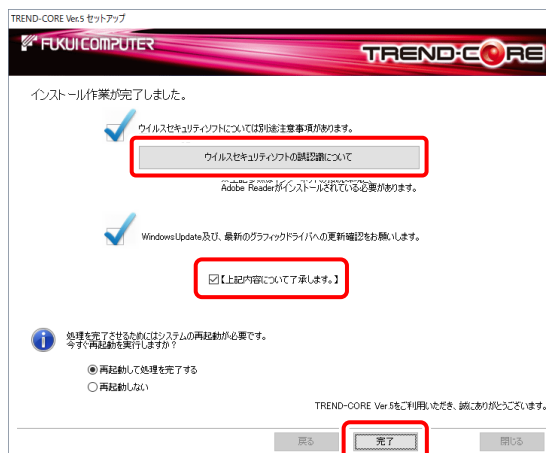 TREND-CORE Ver.5 セットアップ
FUKUI COMPUTER
TREND-CORE
インストール作業が完了しました。
ウイルスセキュリティソフトについては別途注意事項があります。
ウイルスセキュリティソフトの誤認識について
Adobe Readerがインストールされている必要があります。
WindowsUpdate及び、最新のグラフィックドライバへの更新確認をお願いします。
【上記内容について了承します。】
処理を完了させるためにはシステムの再起動が必要です。
今すぐ再起動を実行しますか?
再起動して処理を完了する
再起動しない
TREND-CORE Ver.5をご利用いただき、誠にありがとうございます。
戻る 完了 閉じる